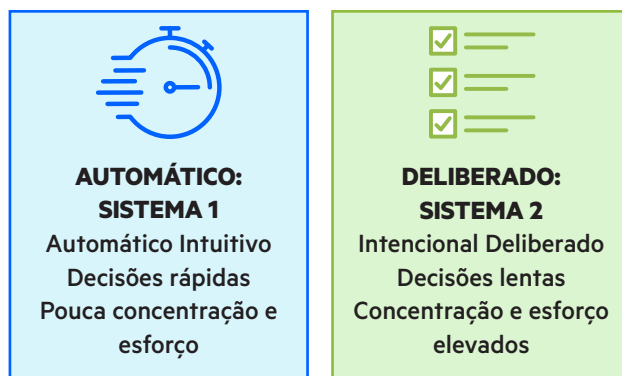 AUTOMÁTICO:
SISTEMA 1
Automático Intuitivo
Decisões rápidas
Pouca concentração e
esforço
DELIBERADO:
SISTEMA 2
Intencional Deliberado
Decisões lentas
Concentração e esforço
elevados